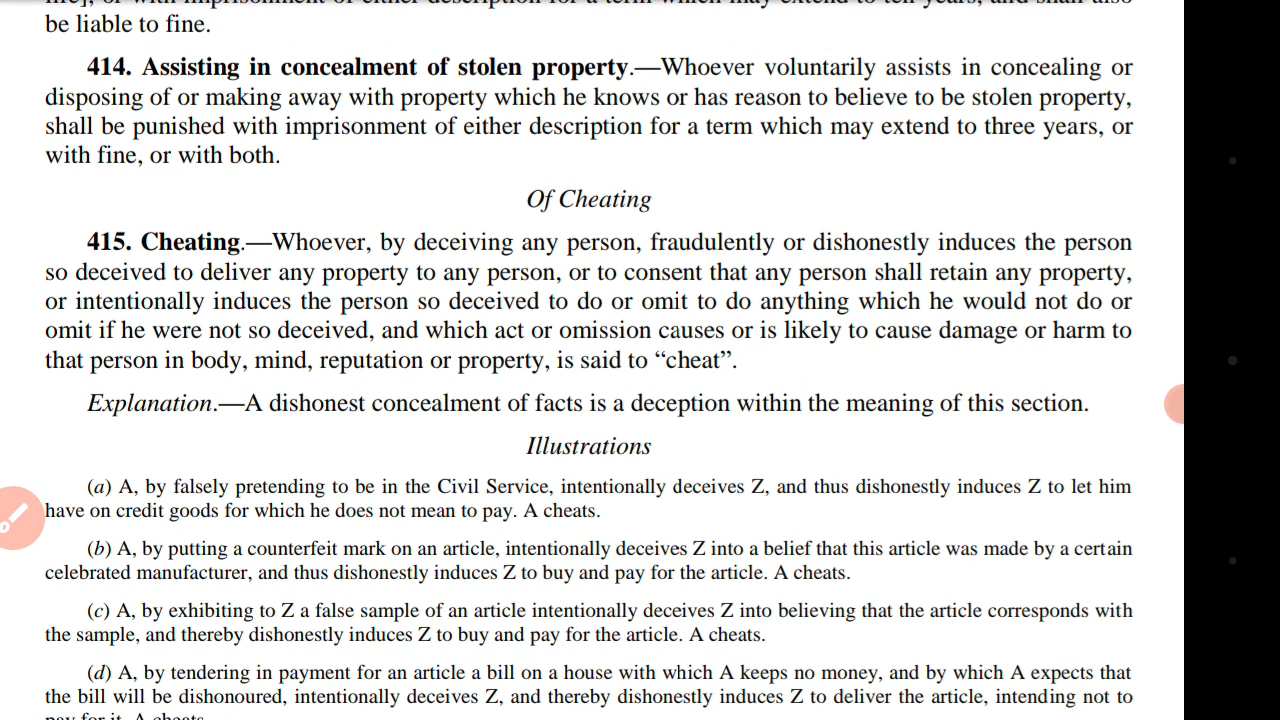 be liable to fine.
414. Assisting in concealment of stolen property.—Whoever voluntarily assists in concealing or
disposing of or making away with property which he knows or has reason to believe to be stolen property,
shall be punished with imprisonment of either description for a term which may extend to three years, or
with fine, or with both.
Of Cheating
415. Cheating.—Whoever, by deceiving any person, fraudulently or dishonestly induces the person
so deceived to deliver any property to any person, or to consent that any person shall retain any property,
or intentionally induces the person so deceived to do or omit to do anything which he would not do or
omit if he were not so deceived, and which act or omission causes or is likely to cause damage or harm to
that person in body, mind, reputation or property, is said to “cheat”.
Explanation.—A dishonest concealment of facts is a deception within the meaning of this section.
Illustrations
(a) A, by falsely pretending to be in the Civil Service, intentionally deceives Z, and thus dishonestly induces Z to let him
have on credit goods for which he does not mean to pay. A cheats.
(b) A, by putting a counterfeit mark on an article, intentionally deceives Z into a belief that this article was made by a certain
celebrated manufacturer, and thus dishonestly induces Z to buy and pay for the article. A cheats.
(c) A, by exhibiting to Z a false sample of an article intentionally deceives Z into believing that the article corresponds with
the sample, and thereby dishonestly induces Z to buy and pay for the article. A cheats.
(d) A, by tendering in payment for an article a bill on a house with which A keeps no money, and by which A expects that
the bill will be dishonoured, intentionally deceives Z, and thereby dishonestly induces Z to deliver the article, intending not to